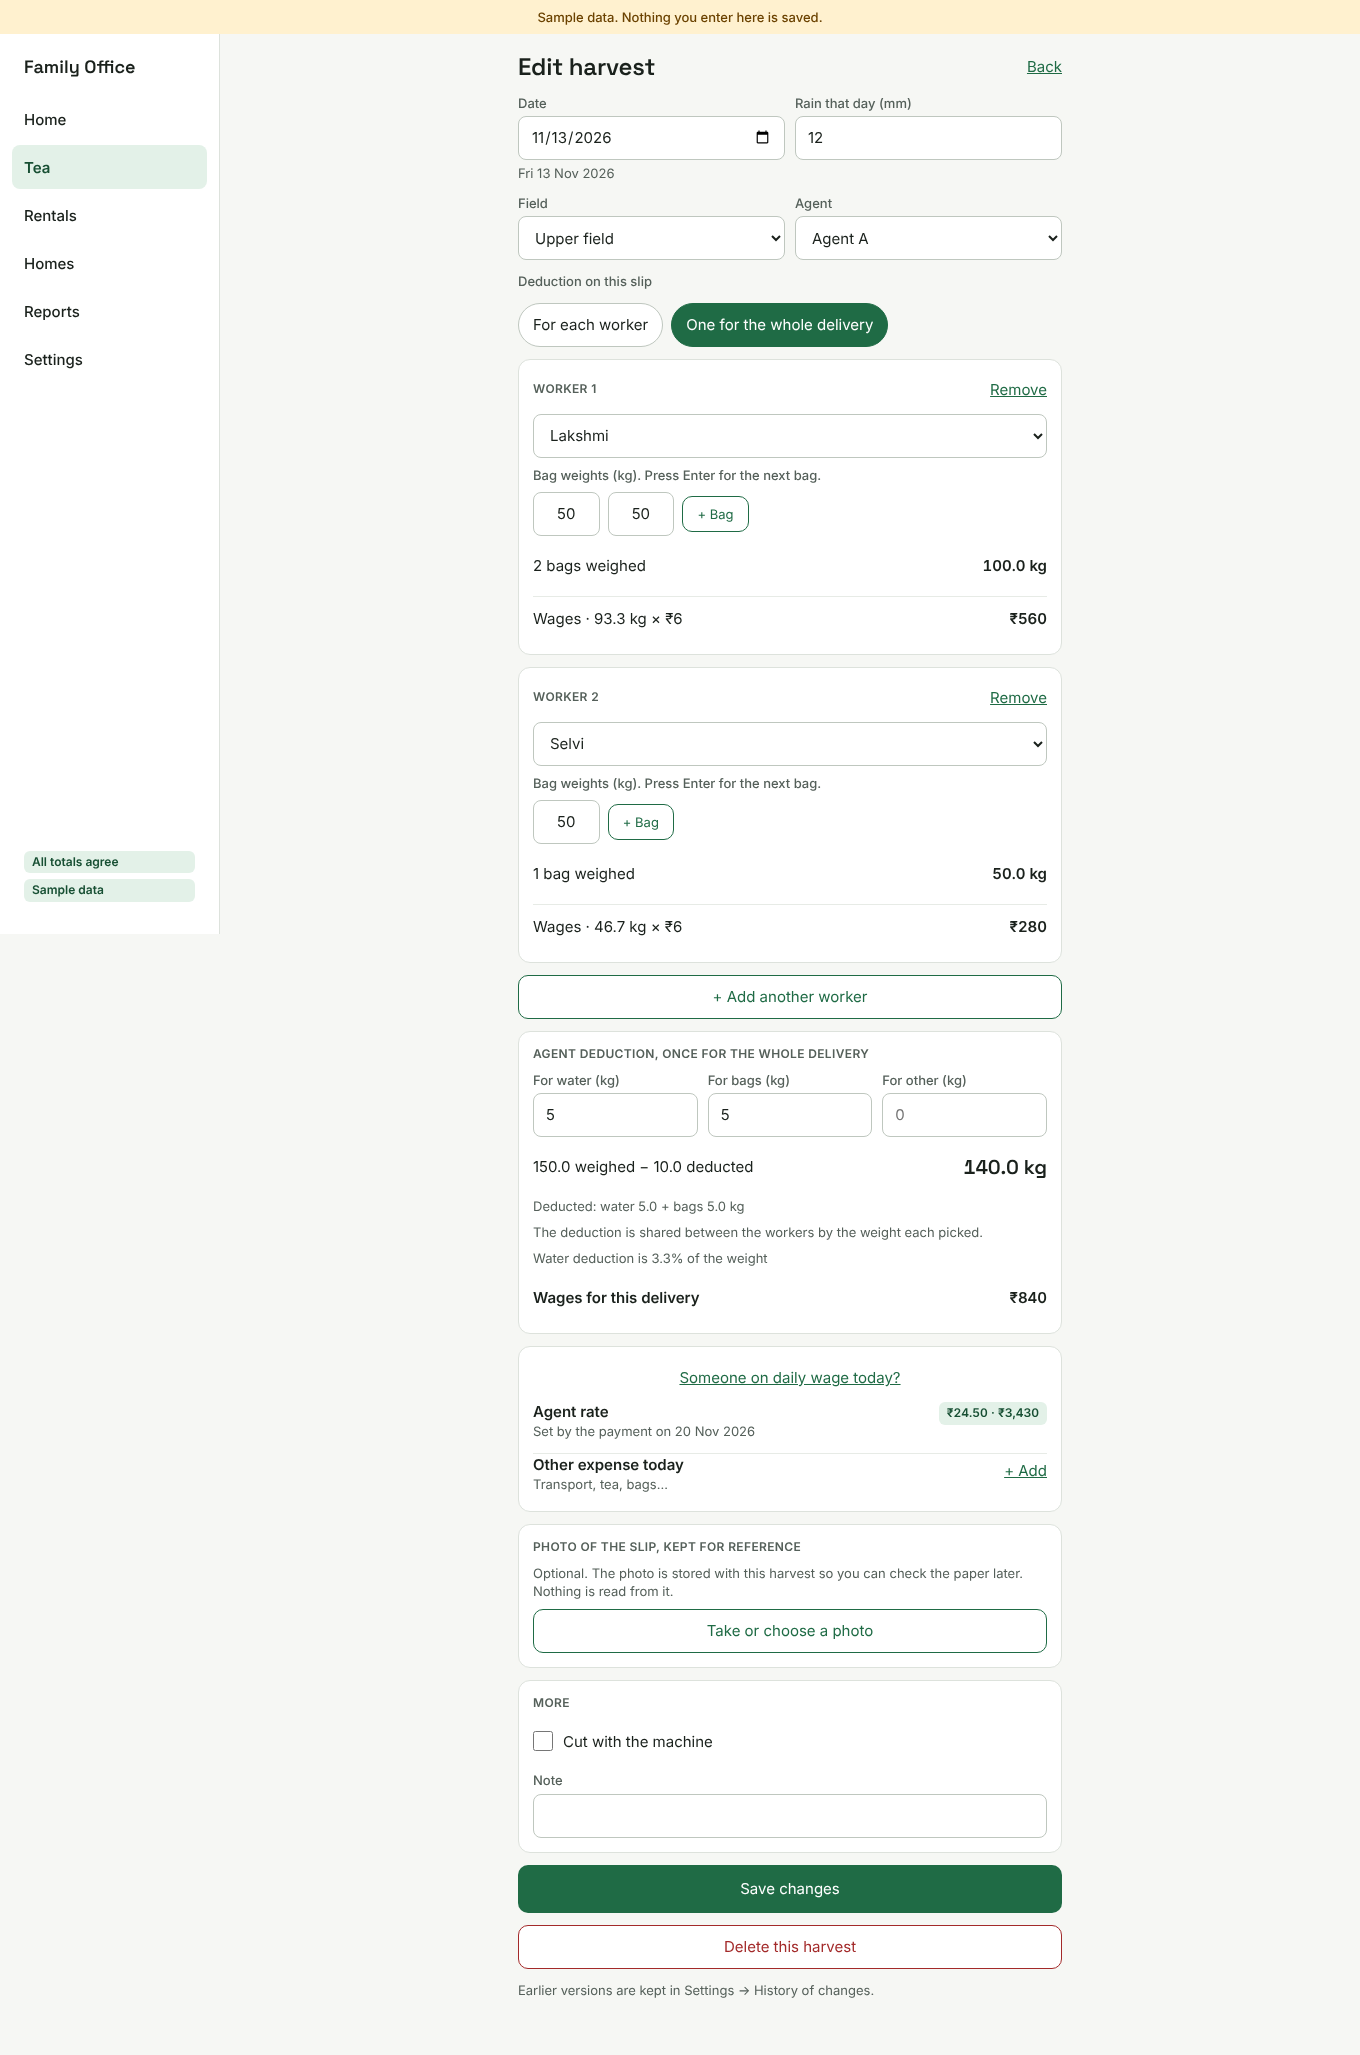 Sample data. Nothing you enter here is saved.
Family Office
Home
Tea
Rentals
Homes
Reports
Settings
All totals agree
Sample data
Edit harvest
Back
Date
Rain that day (mm)
11/13/2026
12
Fri 13 Nov 2026
Field
Agent
Upper field
Agent A
Deduction on this slip
For each worker
One for the whole delivery
WORKER 1
Remove
Lakshmi
Bag weights (kg). Press Enter for the next bag.
50
50
+ Bag
2 bags weighed
100.0 kg
Wages · 93.3 kg × ₹6
₹560
WORKER 2
Remove
Selvi
Bag weights (kg). Press Enter for the next bag.
50
+ Bag
1 bag weighed
50.0 kg
Wages · 46.7 kg × ₹6
₹280
+ Add another worker
AGENT DEDUCTION, ONCE FOR THE WHOLE DELIVERY
For water (kg)
For bags (kg)
For other (kg)
5
5
0
150.0 weighed − 10.0 deducted
140.0 kg
Deducted: water 5.0 + bags 5.0 kg
The deduction is shared between the workers by the weight each picked.
Water deduction is 3.3% of the weight
Wages for this delivery
₹840
Someone on daily wage today?
Agent rate
₹24.50 · ₹3,430
Set by the payment on 20 Nov 2026
Other expense today
+ Add
Transport, tea, bags…
PHOTO OF THE SLIP, KEPT FOR REFERENCE
Optional. The photo is stored with this harvest so you can check the paper later.
Nothing is read from it.
Take or choose a photo
MORE
Cut with the machine
Note
Save changes
Delete this harvest
Earlier versions are kept in Settings → History of changes.